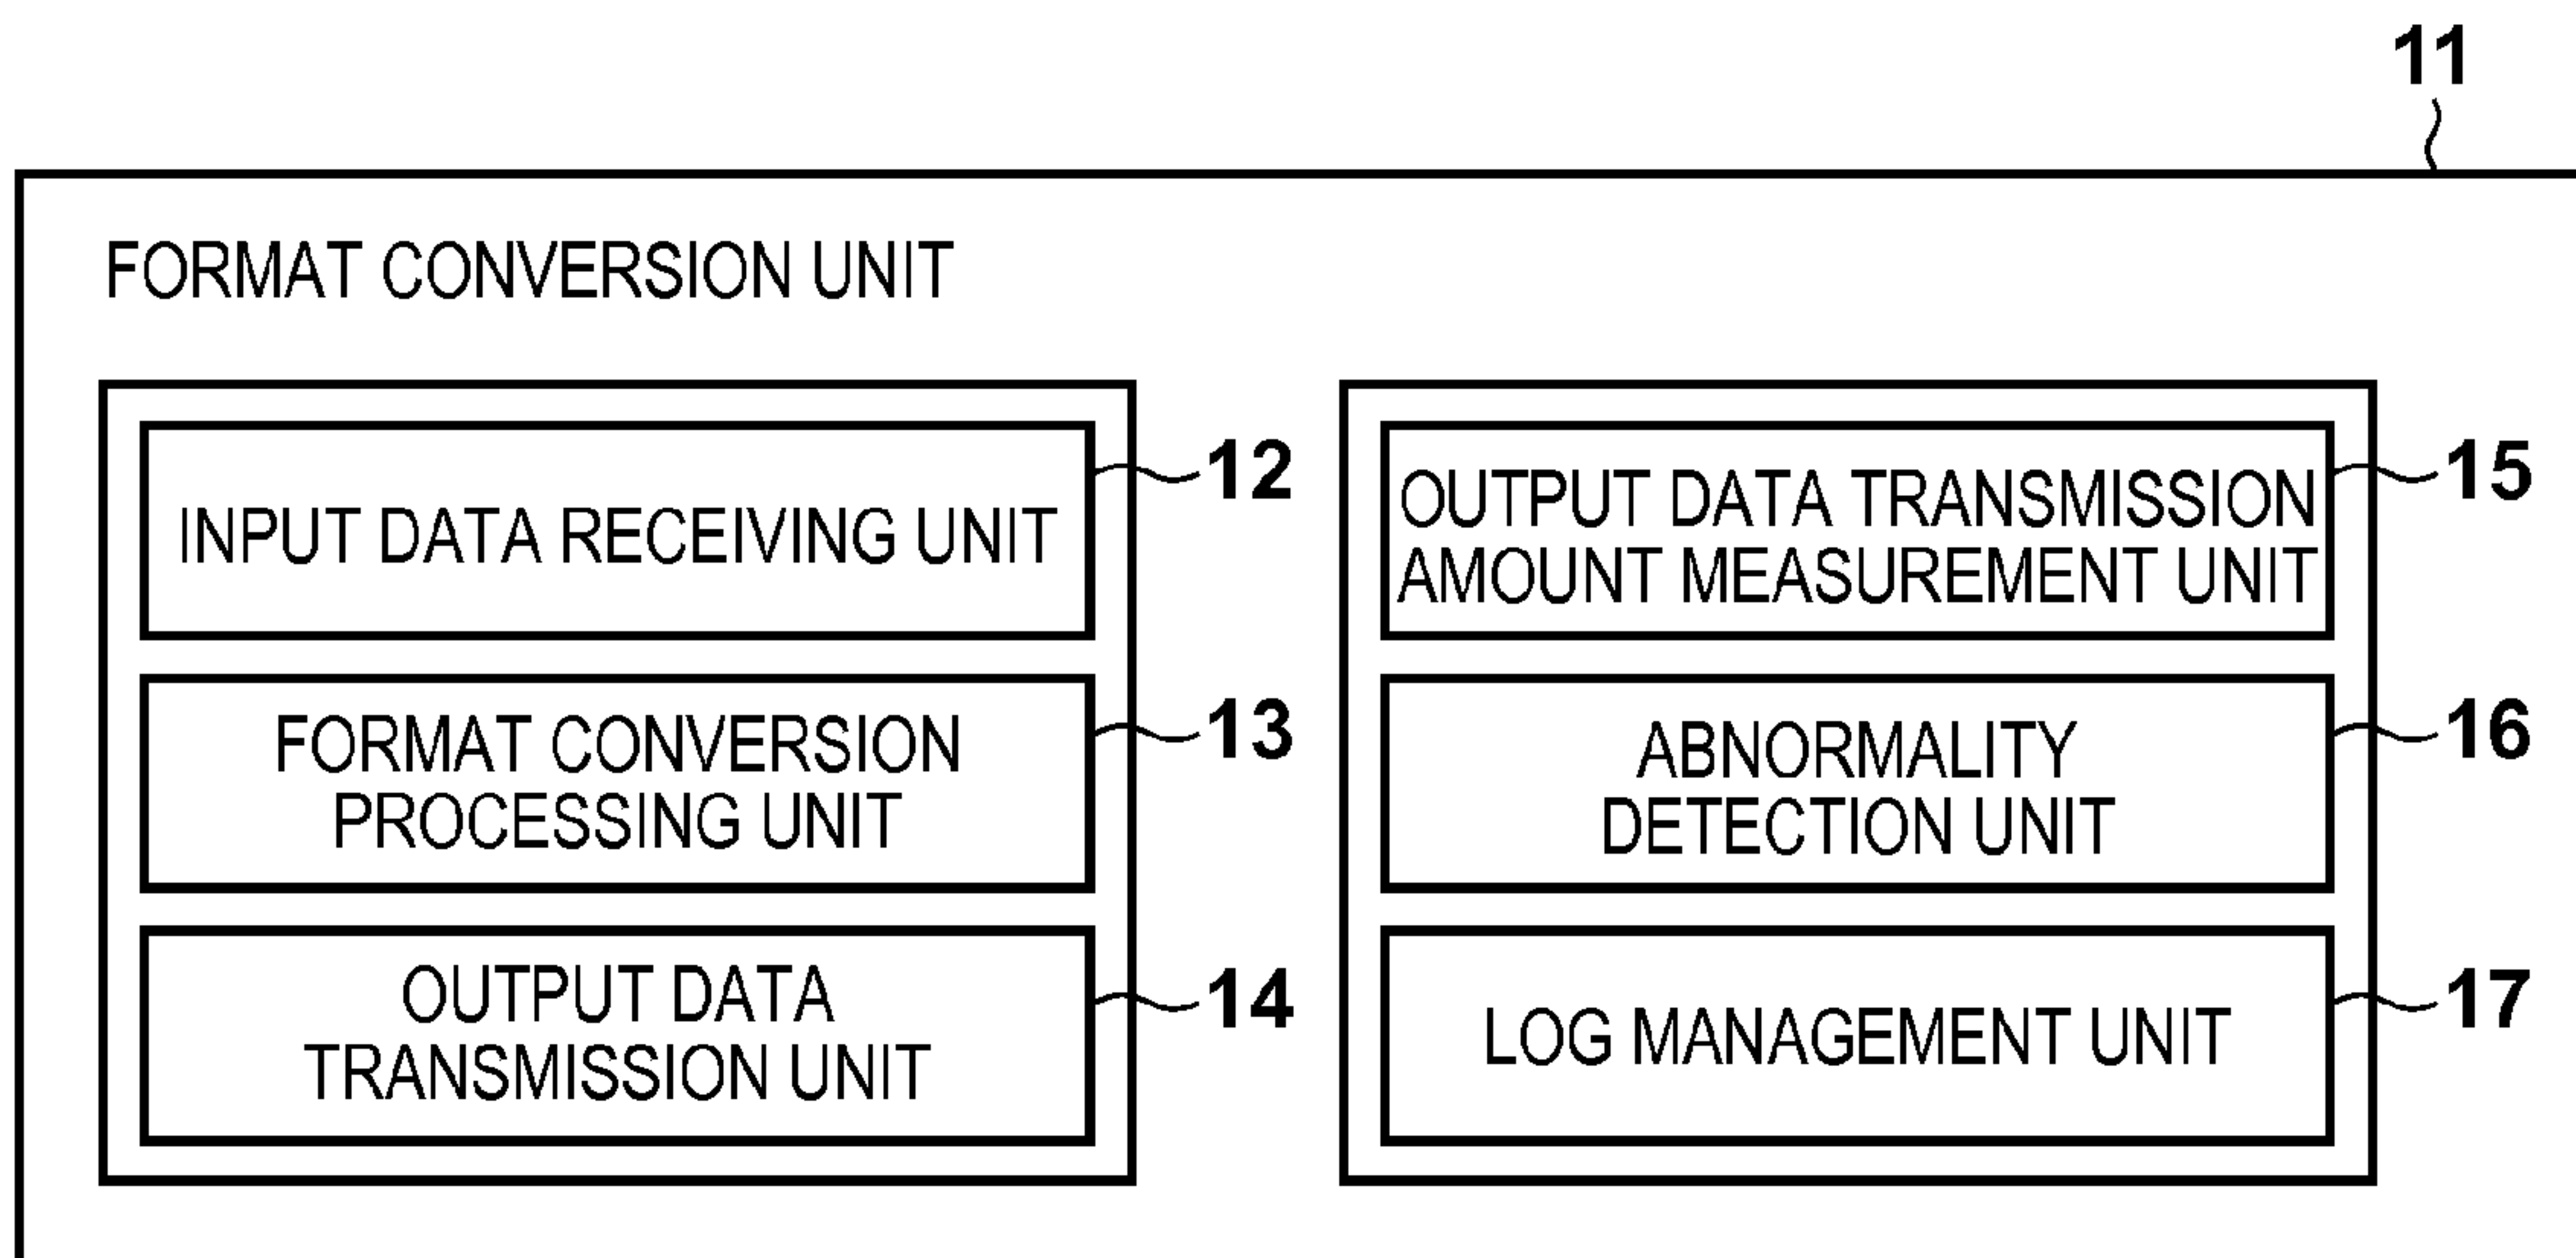 11
FORMAT CONVERSION UNIT
INPUT DATA RECEIVING UNIT
12
FORMAT CONVERSION
PROCESSING UNIT
13
OUTPUT DATA
TRANSMISSION UNIT
14
OUTPUT DATA TRANSMISSION
AMOUNT MEASUREMENT UNIT
15
ABNORMALITY
DETECTION UNIT
16
LOG MANAGEMENT UNIT
17